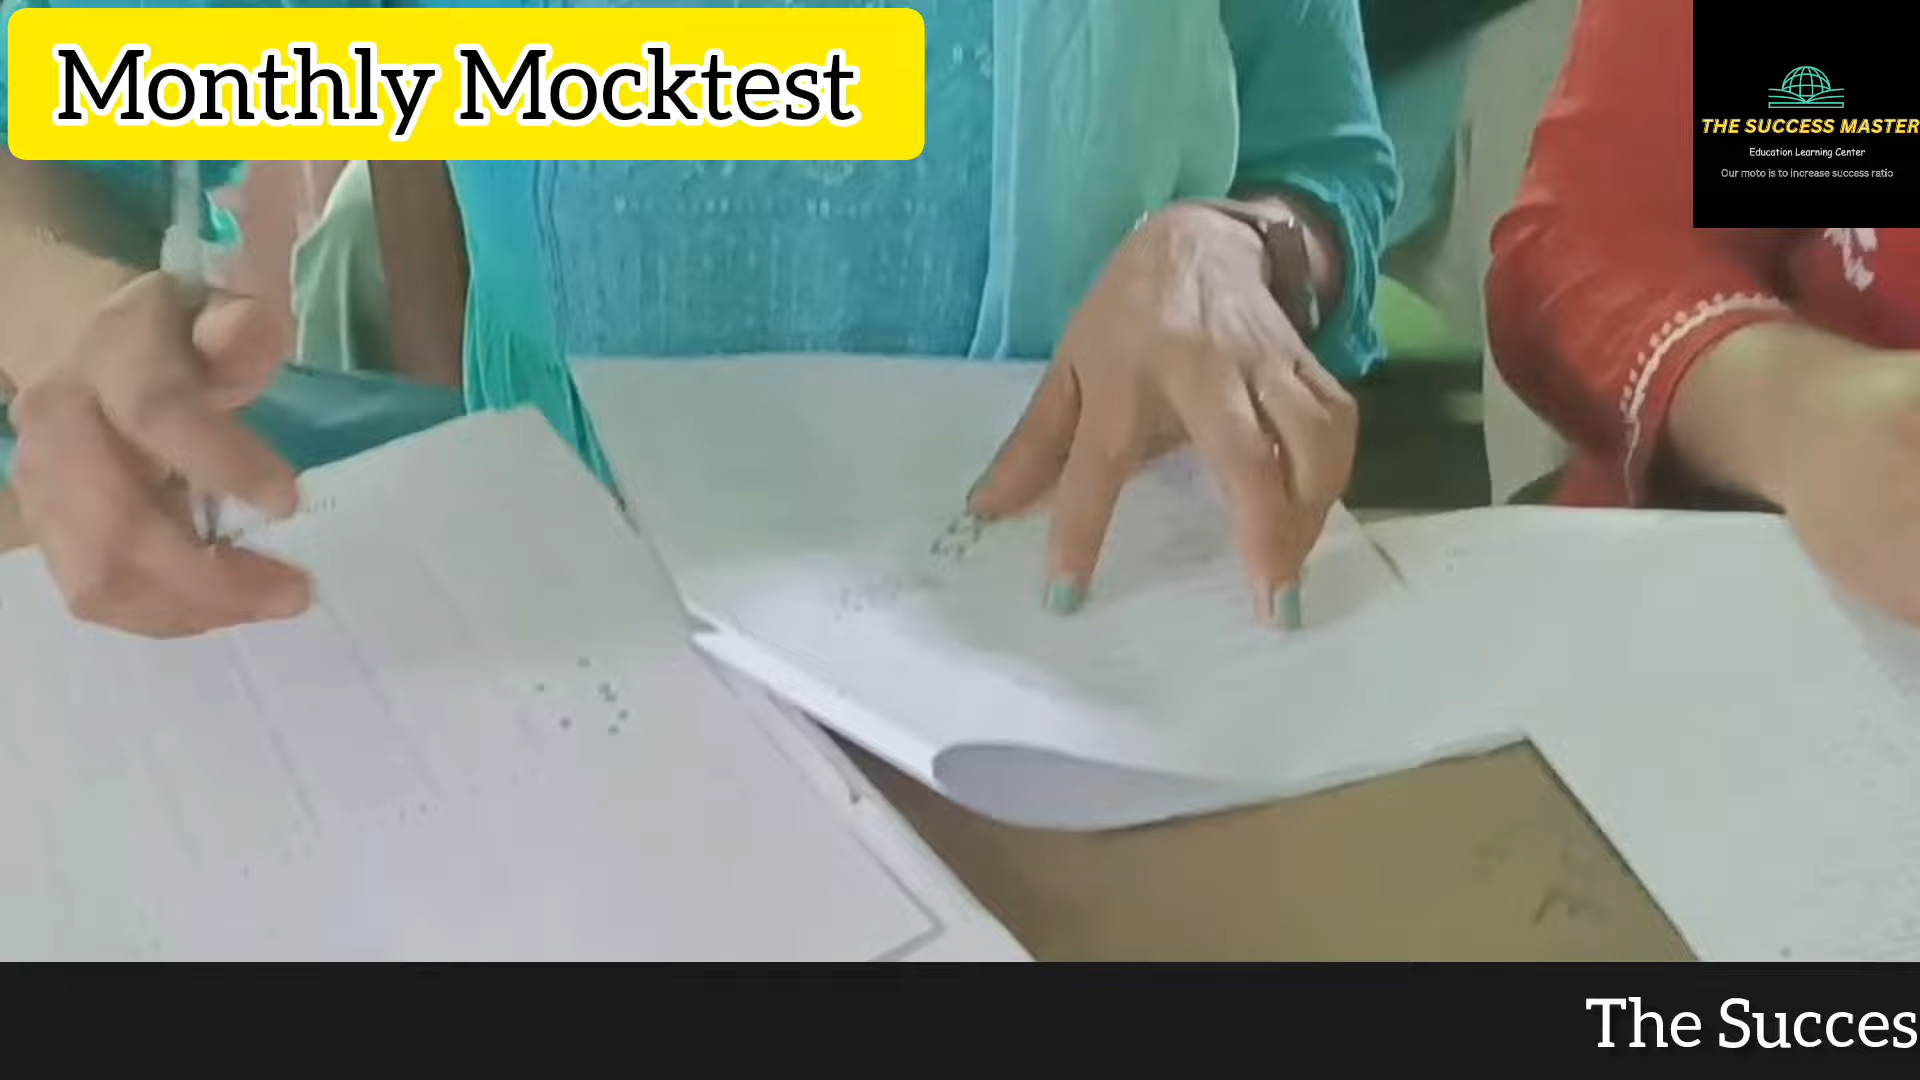 Monthly Mocktest
THE SUCCESS MASTER
Education Learning Center
Our moto is to increase success ratio
The Succes